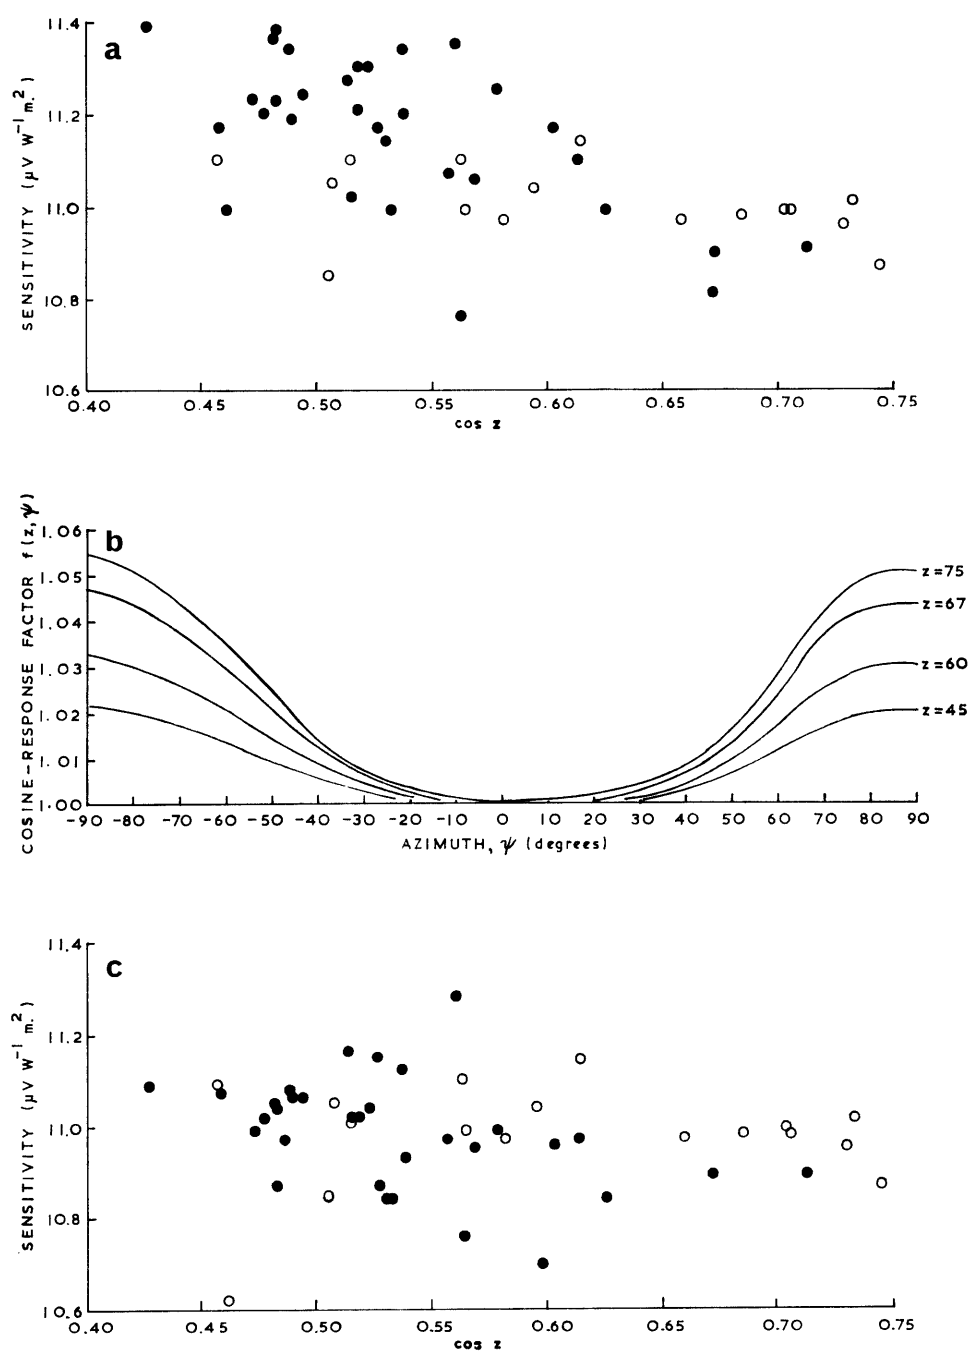 a
11.4
11.2
11.0
10.8
10.6
SENSITIVITY (μV W⁻¹ m.²)
0.40 0.45 0.50 0.55 0.60 0.65 0.70 0.75
cos z
b
1.06
1.05
1.04
1.03
1.02
1.01
1.00
COSINE-RESPONSE FACTOR f(z,ψ)
z=75
z=67
z=60
z=45
-90 -80 -70 -60 -50 -40 -30 -20 -10 0 10 20 30 40 50 60 70 80 90
AZIMUTH, ψ (degrees)
c
11.4
11.2
11.0
10.8
10.6
SENSITIVITY (μV W⁻¹ m.²)
0.40 0.45 0.50 0.55 0.60 0.65 0.70 0.75
cos z